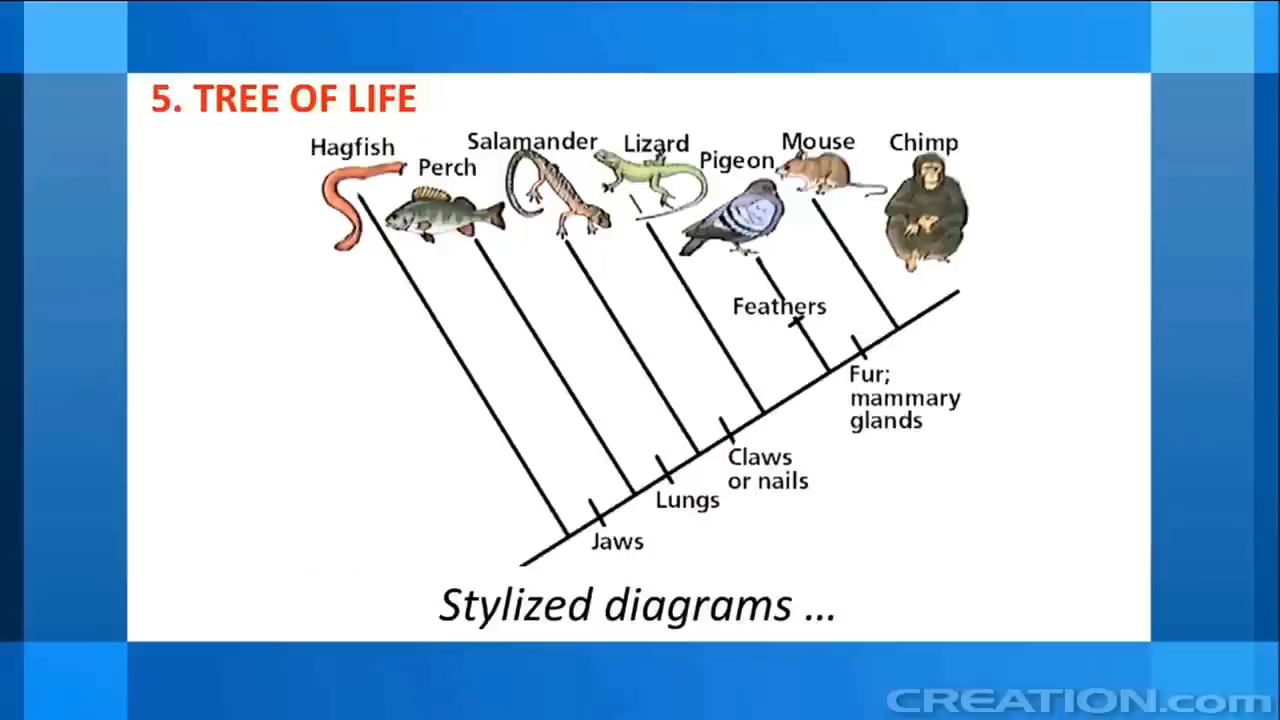 5. TREE OF LIFE
Hagfish
Perch
Salamander
Lizard
Pigeon
Mouse
Chimp
Feathers
Fur;
mammary
glands
Claws
or nails
Lungs
Jaws
Stylized diagrams ...
CREATION.com